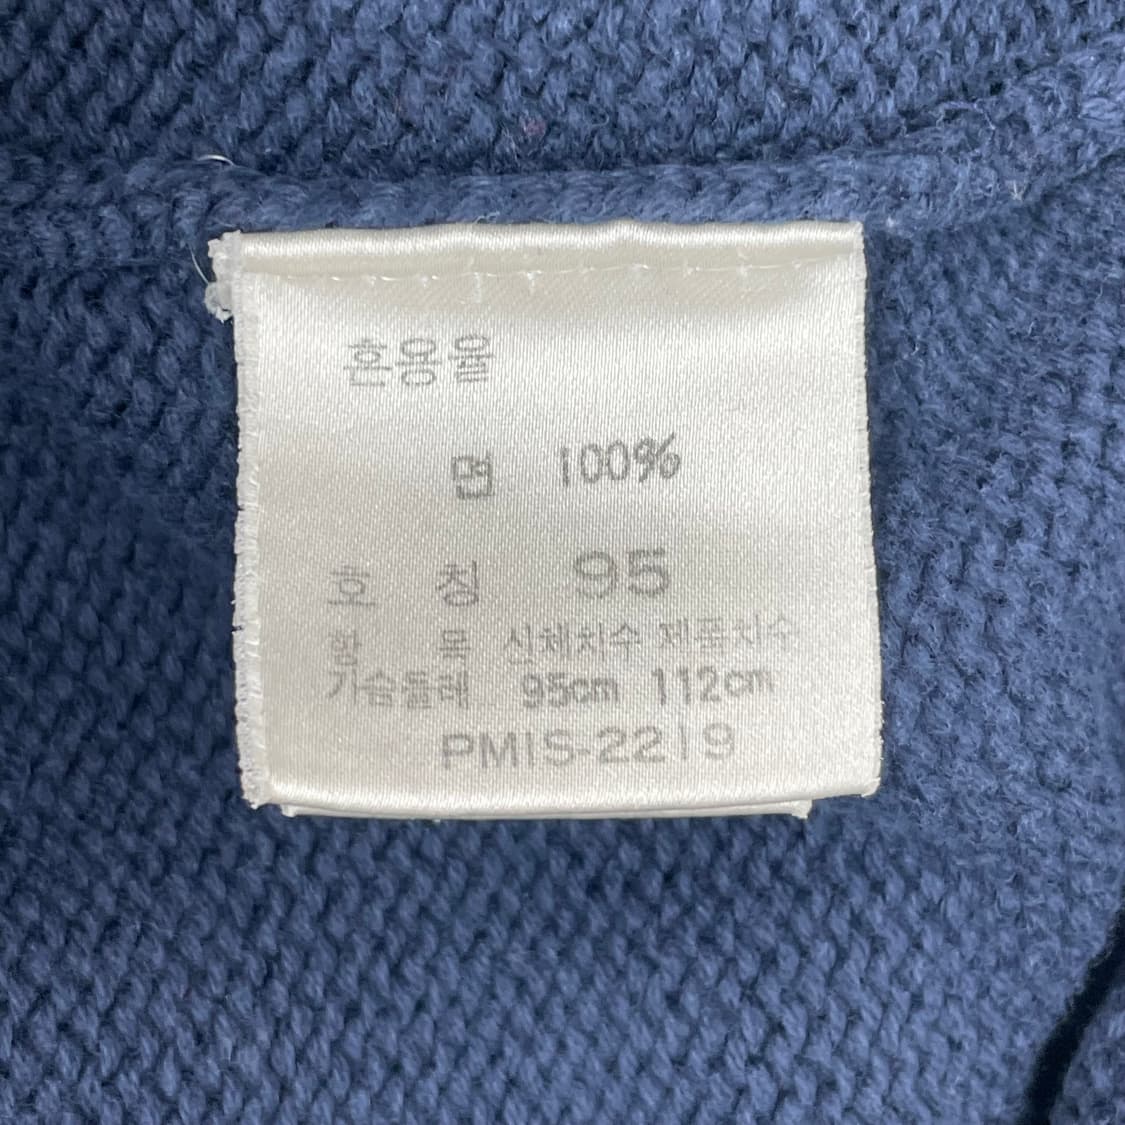 혼용율
면 100%
호 칭 95
항 목 신체치수 제품치수
가슴둘레 95cm 112cm
PMIS-2219